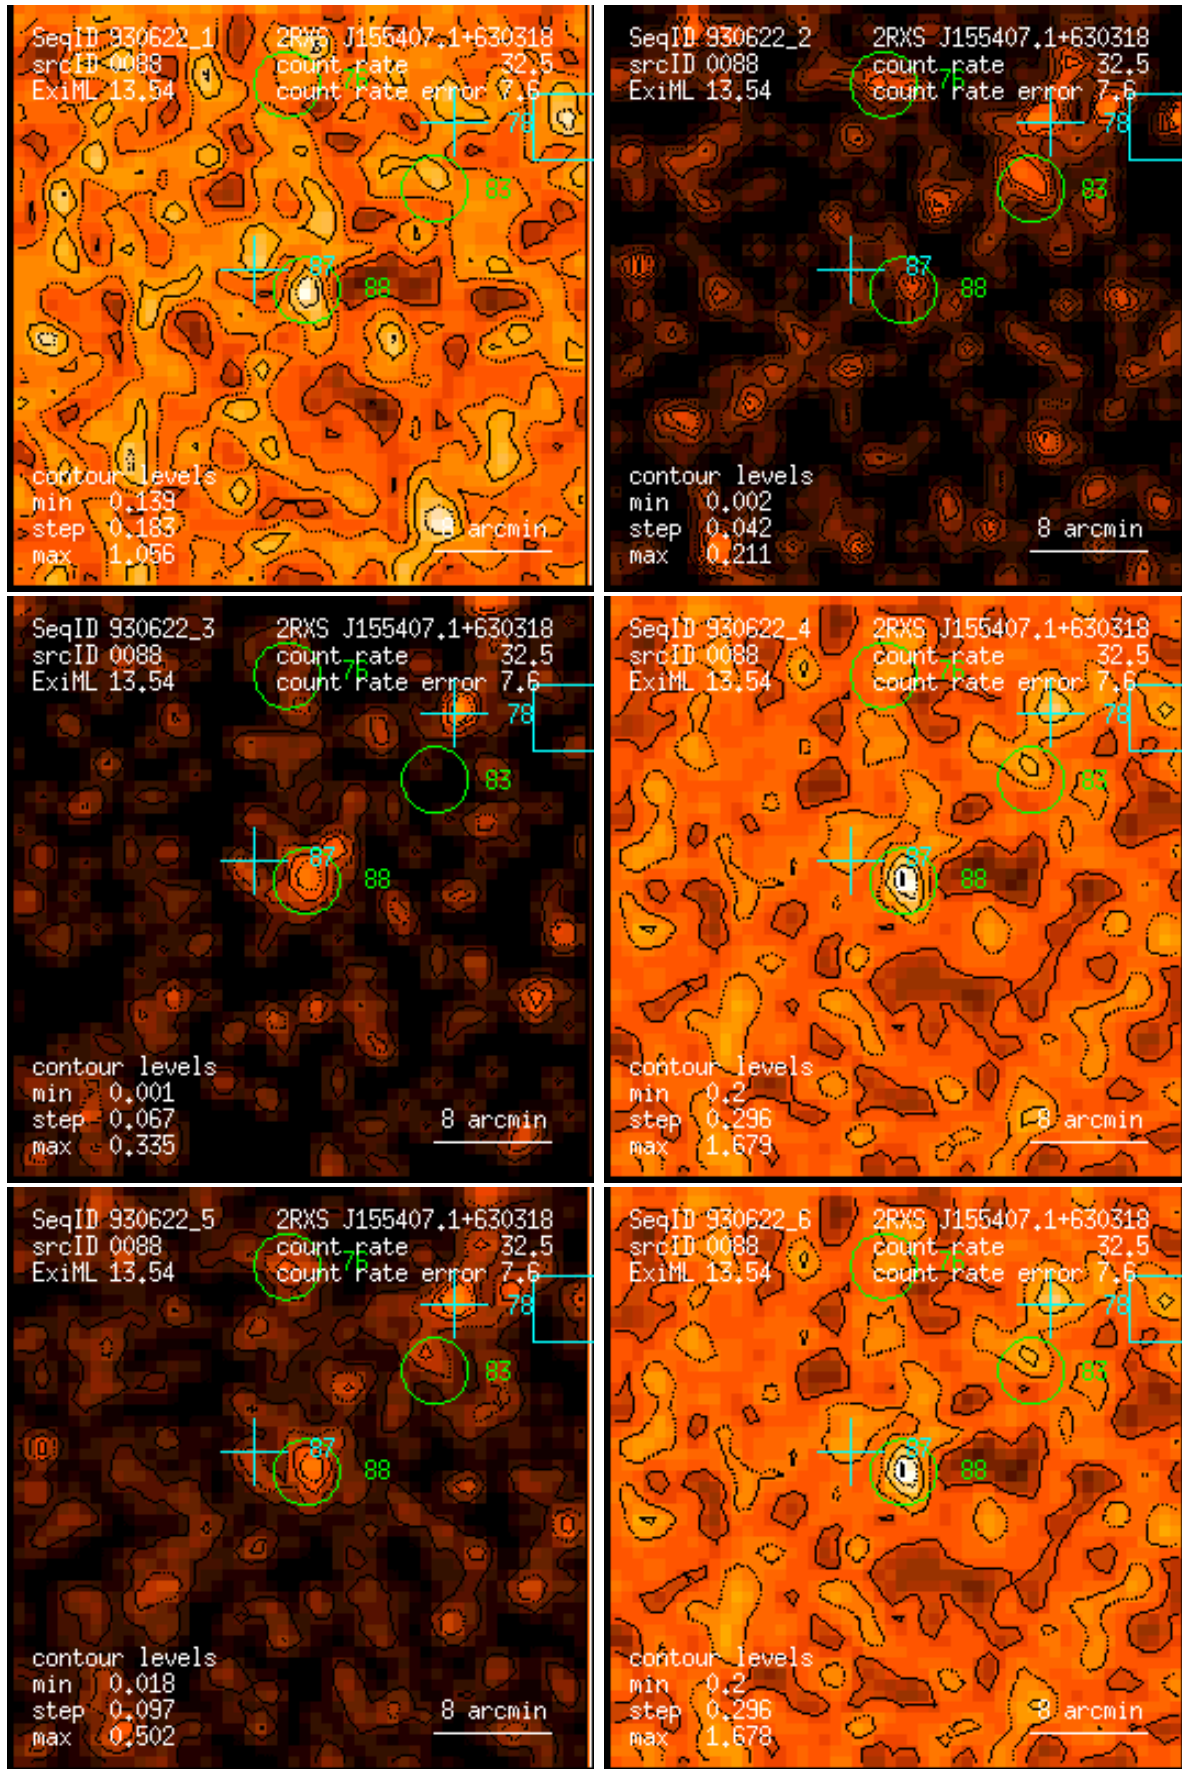 SeqID 930622_1 2RXS J155407.1+630318
srcID 0088 count rate 32.5
ExiML 13.54 count rate error 7.6
76
78
83
87
88
contour levels
min 0.139
step 0.183
max 1.056
8 arcmin
SeqID 930622_2 2RXS J155407.1+630318
srcID 0088 count rate 32.5
ExiML 13.54 count rate error 7.6
76
78
83
87
88
contour levels
min 0.002
step 0.042
max 0.211
8 arcmin
SeqID 930622_3 2RXS J155407.1+630318
srcID 0088 count rate 32.5
ExiML 13.54 count rate error 7.6
76
78
83
87
88
contour levels
min 0.001
step 0.067
max 0.335
8 arcmin
SeqID 930622_4 2RXS J155407.1+630318
srcID 0088 count rate 32.5
ExiML 13.54 count rate error 7.6
76
78
83
87
88
contour levels
min 0.2
step 0.296
max 1.679
8 arcmin
SeqID 930622_5 2RXS J155407.1+630318
srcID 0088 count rate 32.5
ExiML 13.54 count rate error 7.6
76
78
83
87
88
contour levels
min 0.018
step 0.097
max 0.502
8 arcmin
SeqID 930622_6 2RXS J155407.1+630318
srcID 0088 count rate 32.5
ExiML 13.54 count rate error 7.6
76
78
83
87
88
contour levels
min 0.2
step 0.296
max 1.678
8 arcmin